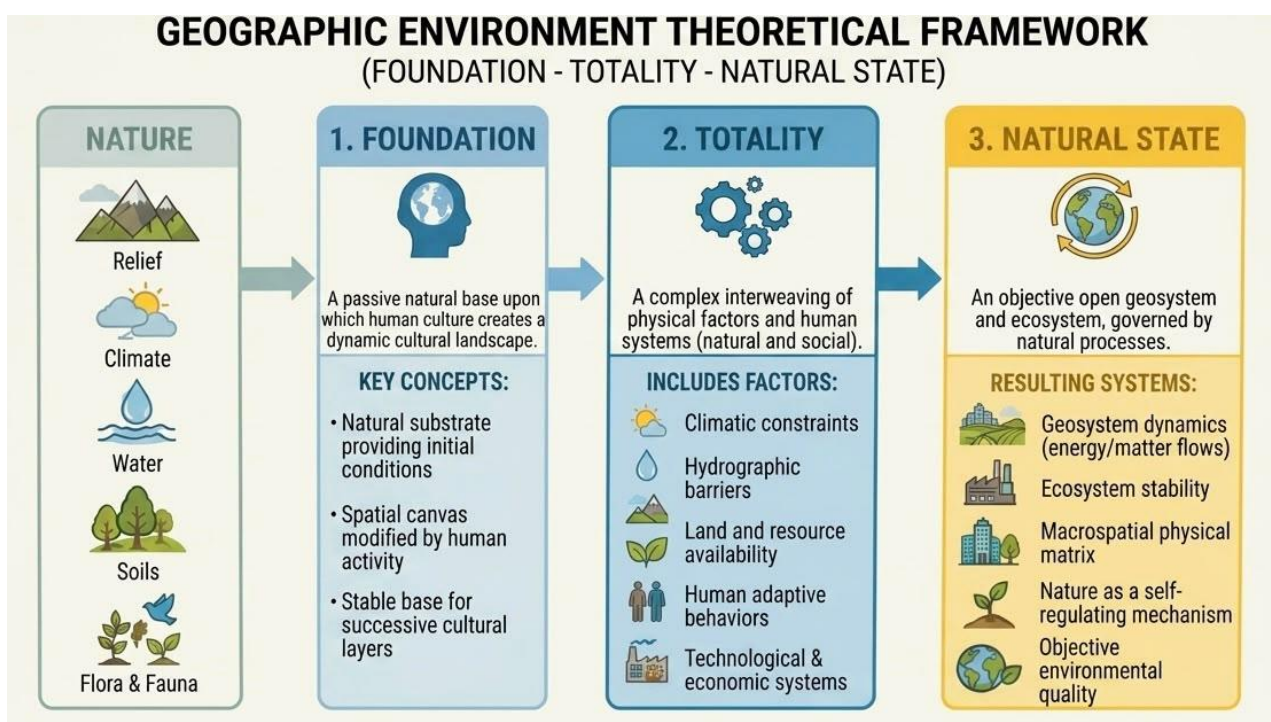 GEOGRAPHIC ENVIRONMENT THEORETICAL FRAMEWORK
(FOUNDATION - TOTALITY - NATURAL STATE)
NATURE
Relief
Climate
Water
Soils
Flora & Fauna
1. FOUNDATION
A passive natural base upon
which human culture creates a
dynamic cultural landscape.
KEY CONCEPTS:
• Natural substrate
providing initial
conditions
• Spatial canvas
modified by human
activity
• Stable base for
successive cultural
layers
2. TOTALITY
A complex interweaving of
physical factors and human
systems (natural and social).
INCLUDES FACTORS:
Climatic constraints
Hydrographic
barriers
Land and resource
availability
Human adaptive
behaviors
Technological &
economic systems
3. NATURAL STATE
An objective open geosystem
and ecosystem, governed by
natural processes.
RESULTING SYSTEMS:
Geosystem dynamics
(energy/matter flows)
Ecosystem stability
Macrospatial physical
matrix
Nature as a self-
regulating mechanism
Objective
environmental
quality